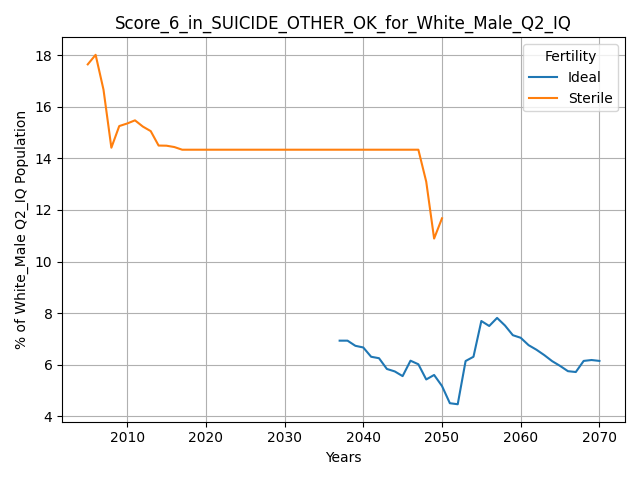 Score_6_in_SUICIDE_OTHER_OK_for_White_Male_Q2_IQ
Fertility
Ideal
Sterile
% of White_Male Q2_IQ Population
18
16
14
12
10
8
6
4
2010 2020 2030 2040 2050 2060 2070
Years